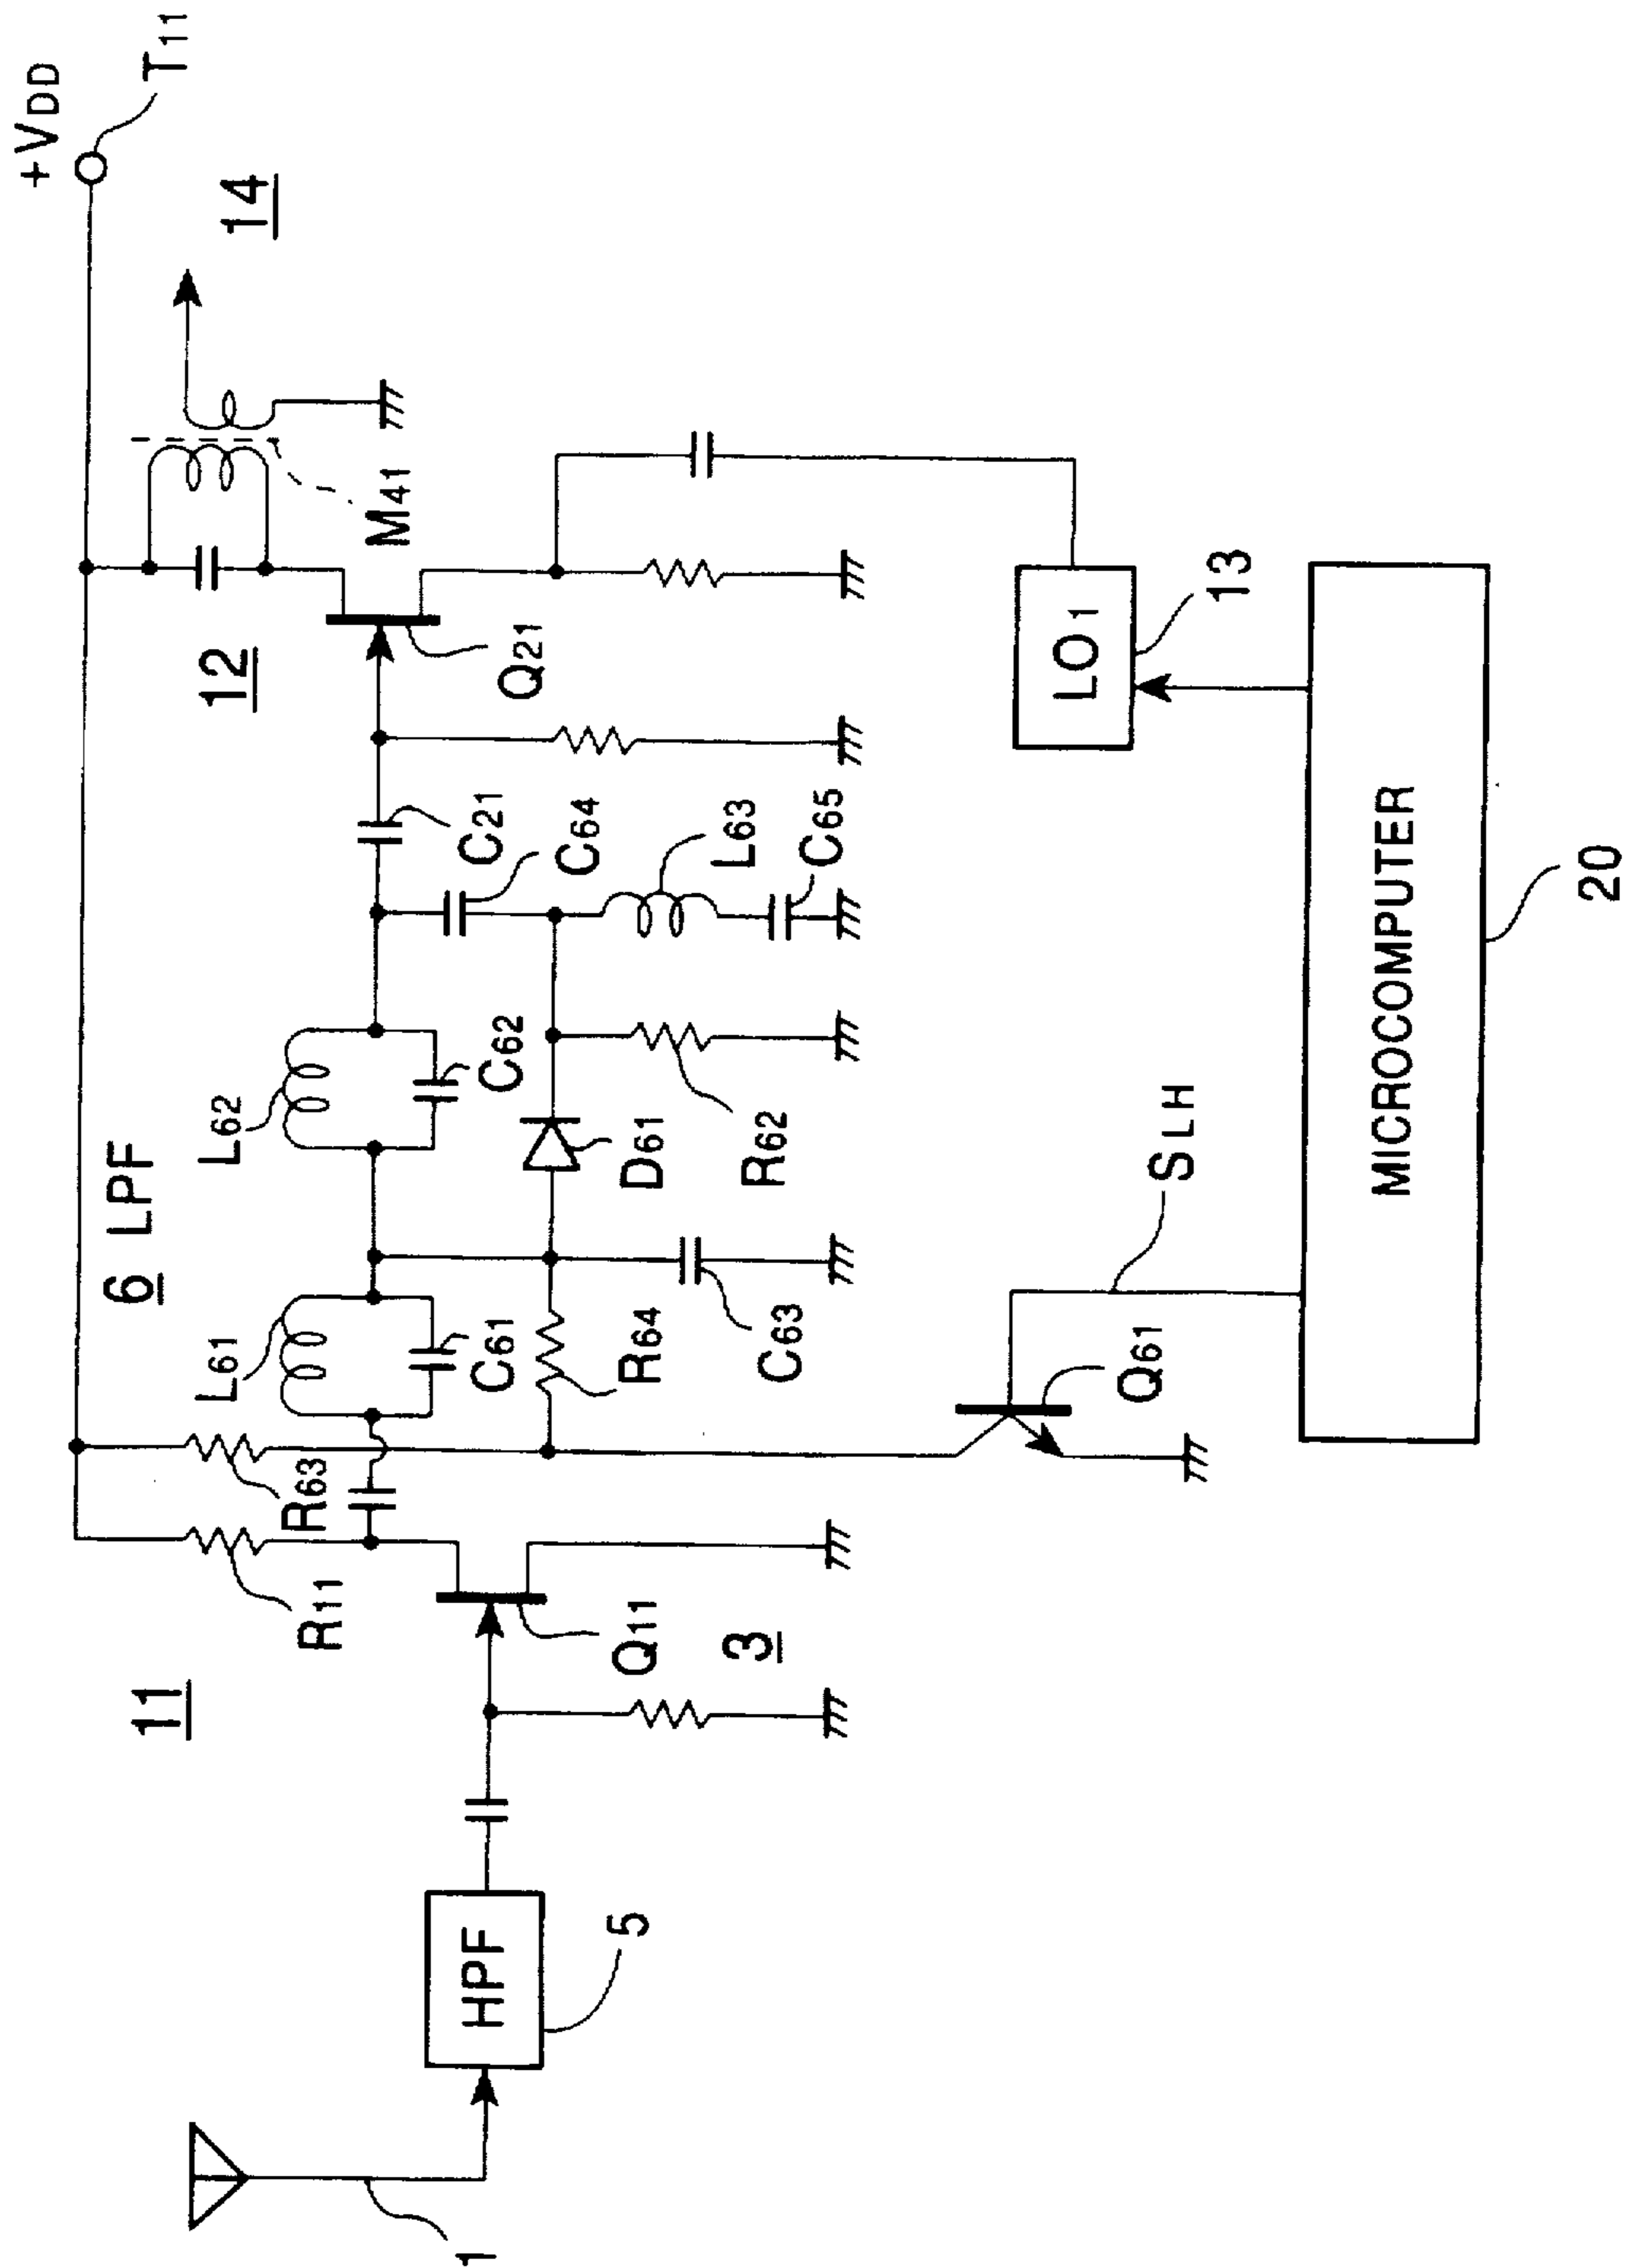 +VDD
T11
14
M41
12
Q21
6 LPF
L62
C62
L61
C61
R63
R11
11
C21
C64
L63
C65
D61
R62
R64
C63
Q11
3
HPF
5
1
Q61
SLH
LO1
13
MICROCOMPUTER
20